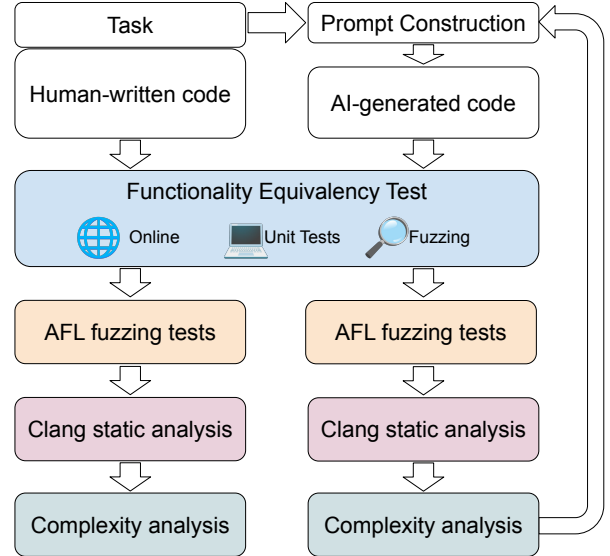 Task
Prompt Construction
Human-written code
AI-generated code
Functionality Equivalency Test
Online
Unit Tests
Fuzzing
AFL fuzzing tests
AFL fuzzing tests
Clang static analysis
Clang static analysis
Complexity analysis
Complexity analysis